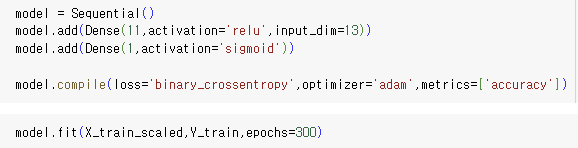 model = Sequential()
model.add(Dense(11,activation='relu',input_dim=13))
model.add(Dense(1,activation='sigmoid'))
model.compile(loss='binary_crossentropy',optimizer='adam',metrics=['accuracy'])
model.fit(X_train_scaled,Y_train,epochs=300)